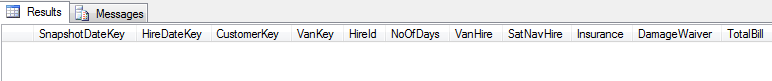 Results Messages
SnapshotDateKey HireDateKey CustomerKey VanKey HireId NoOfDays VanHire SatNavHire Insurance DamageWaiver TotalBill